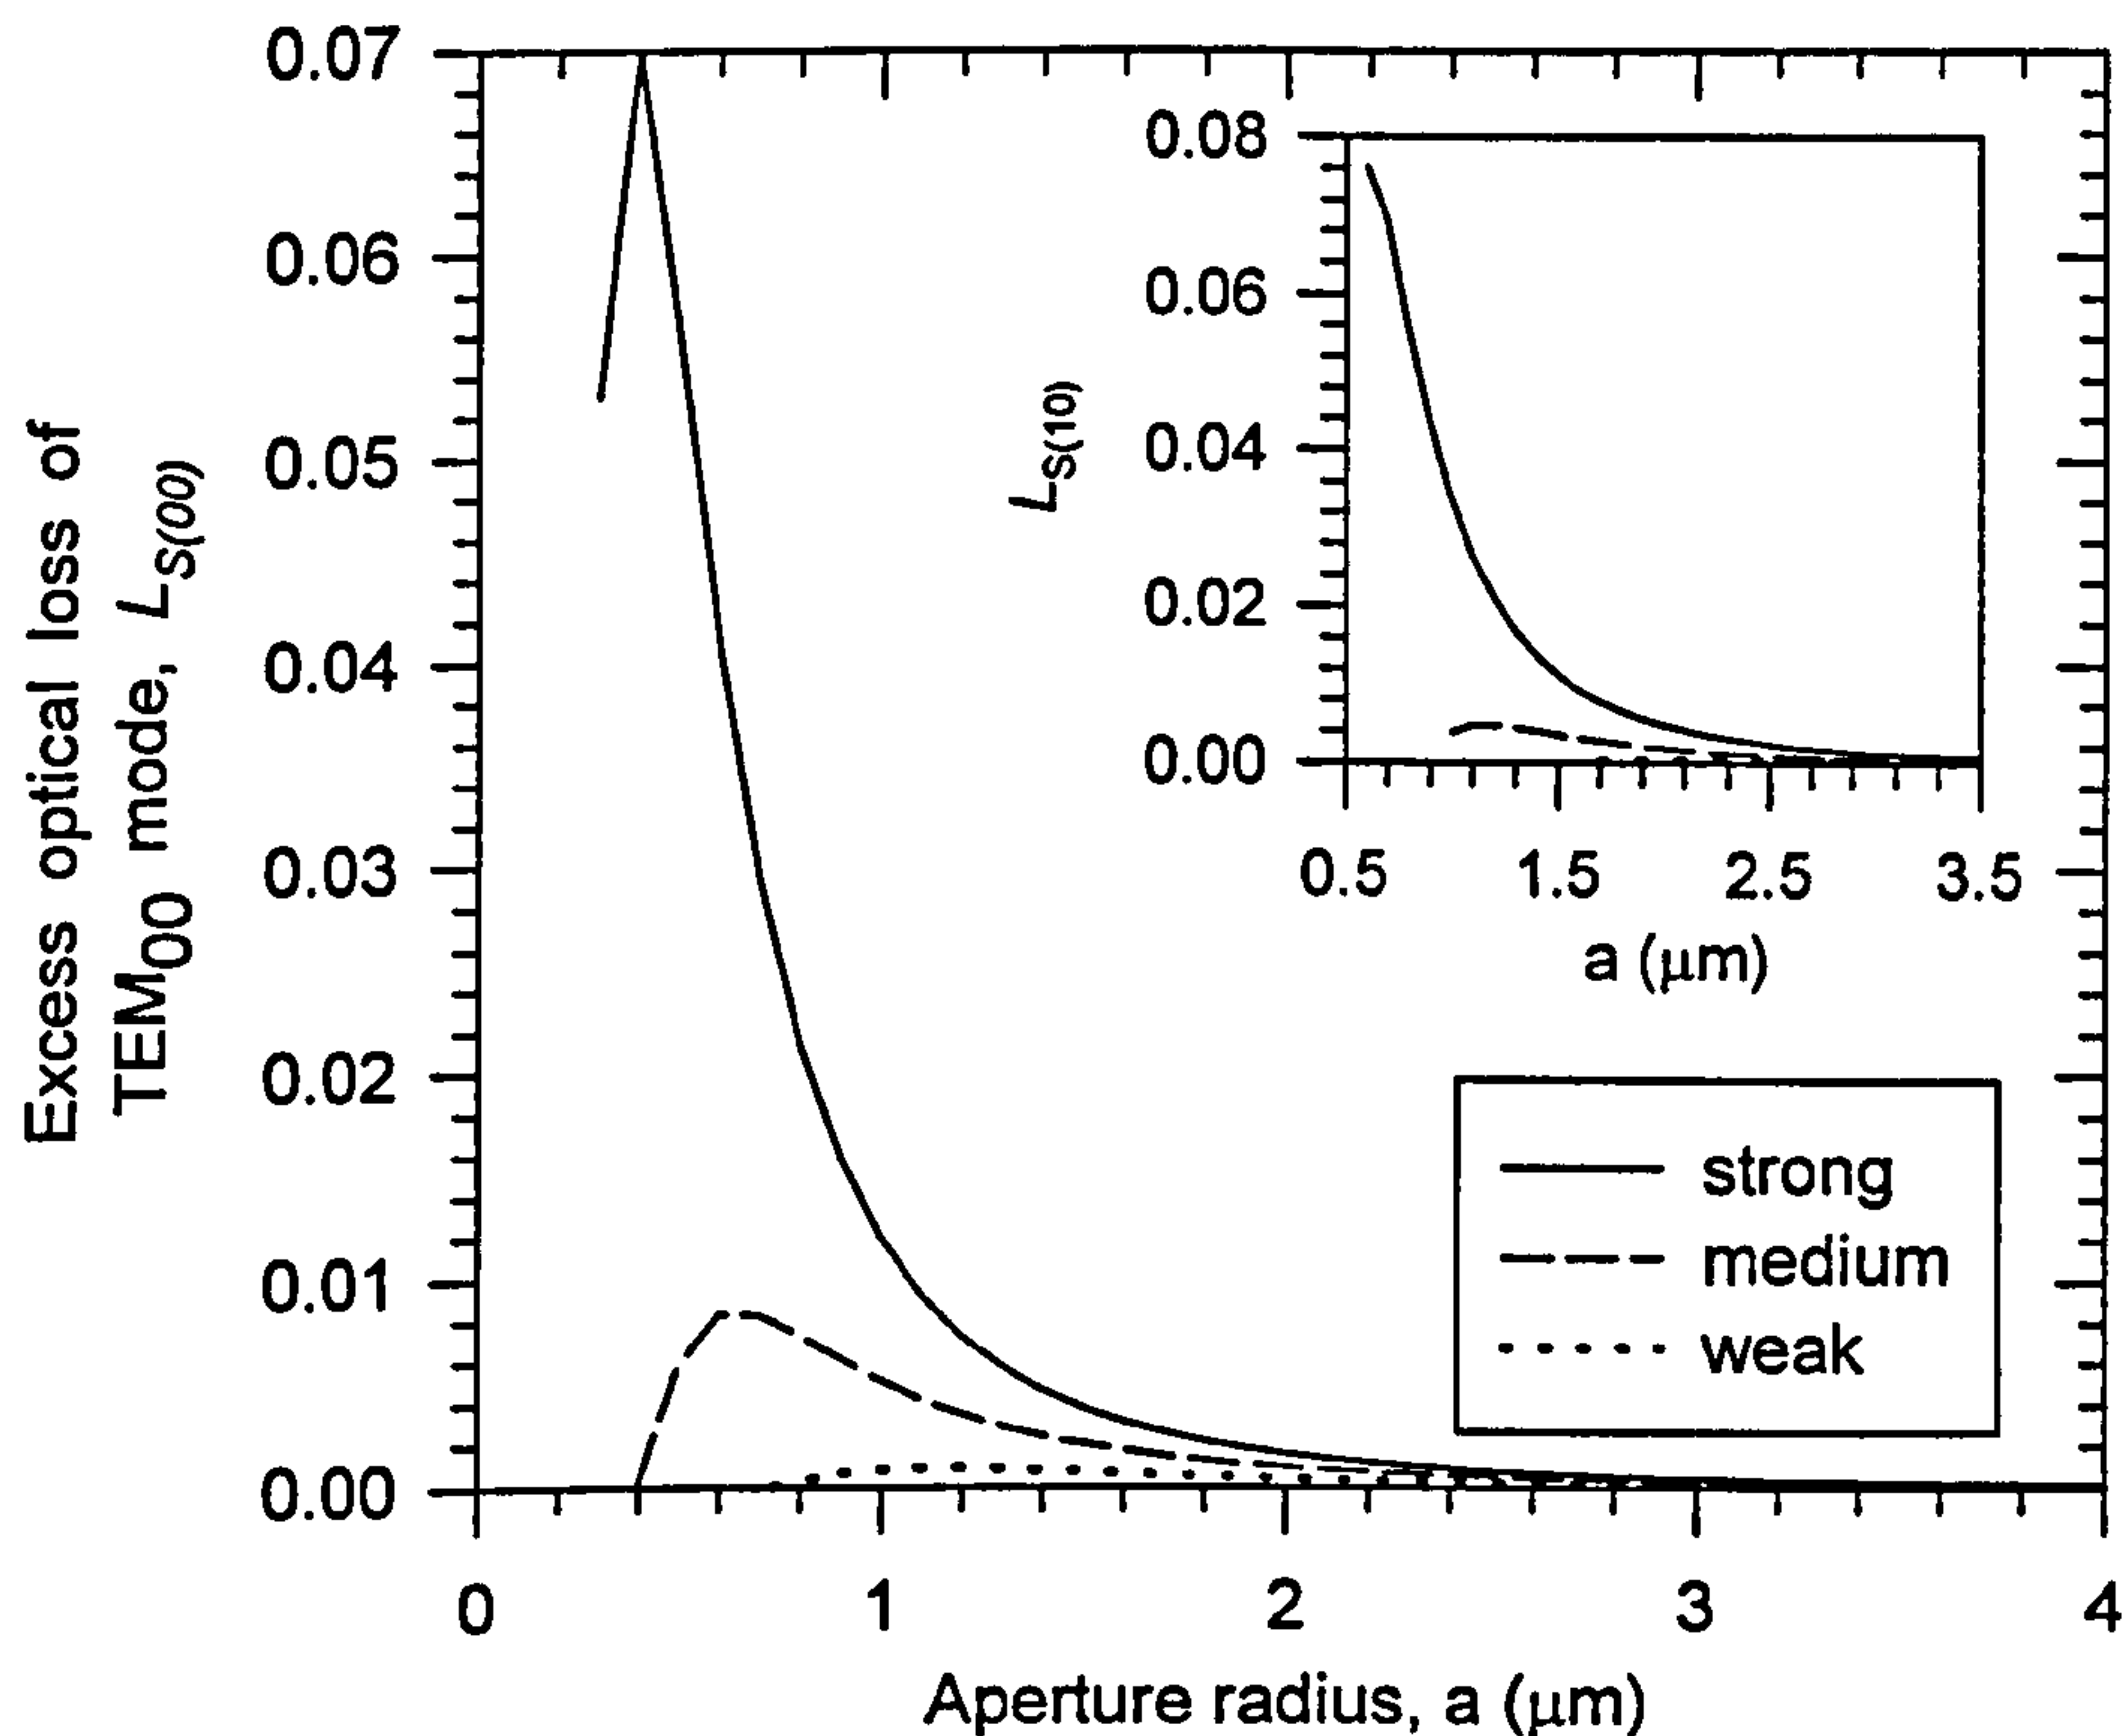 Excess optical loss of
TEM00 mode, LS(00)
0.07
0.06
0.05
0.04
0.03
0.02
0.01
0.00
0
1
2
3
4
Aperture radius, a (μm)
LS(10)
0.08
0.06
0.04
0.02
0.00
0.5
1.5
2.5
3.5
a (μm)
strong
medium
weak